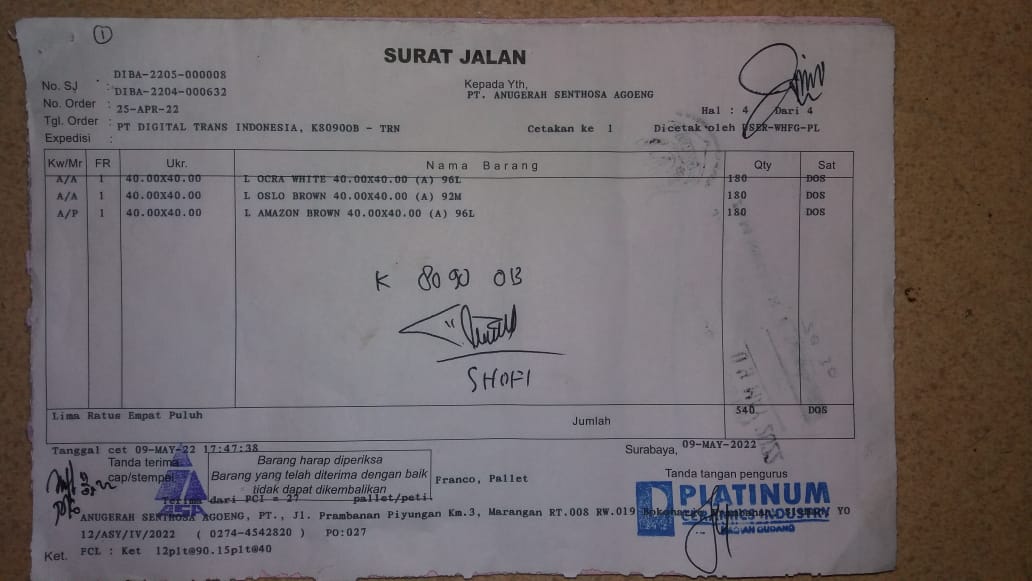 1
SURAT JALAN
No. SJ : DIBA-2205-000008
No. Order : DIBA-2204-000632
Tgl. Order : 25-APR-22
Expedisi : PT DIGITAL TRANS INDONESIA, K8090OB - TRN
Kepada Yth,
PT. ANUGERAH SENTHOSA AGOENG
Hal : 4 Dari 4
Cetakan ke 1 Dicetak oleh USER-WHFG-PL
Kw/Mr FR Ukr. Nama Barang Qty Sat
A/A 1 40.00X40.00 L OCRA WHITE 40.00X40.00 (A) 96L 180 DOS
A/A 1 40.00X40.00 L OSLO BROWN 40.00X40.00 (A) 92M 180 DOS
A/P 1 40.00X40.00 L AMAZON BROWN 40.00X40.00 (A) 96L 180 DOS
K 8090 OB
SHOFI
Lima Ratus Empat Puluh Jumlah 540 DOS
Tanggal cet 09-MAY-22 17:47:38
Surabaya, 09-MAY-2022
Tanda terima
cap/stempel
Barang harap diperiksa
Barang yang telah diterima dengan baik
tidak dapat dikembalikan
Franco, Pallet
Tanda tangan pengurus
PLATINUM
CERAMICS INDUSTRY
BAGIAN GUDANG
Terima dari PCI = 27 pallet/peti.
ANUGERAH SENTHOSA AGOENG, PT., Jl. Prambanan Piyungan Km.3, Marangan RT.008 RW.019 Bokoharjo Prambanan, Sleman, YO
12/ASY/IV/2022 ( 0274-4542820 ) PO:027
Ket. FCL : Ket 12plt@90.15plt@40